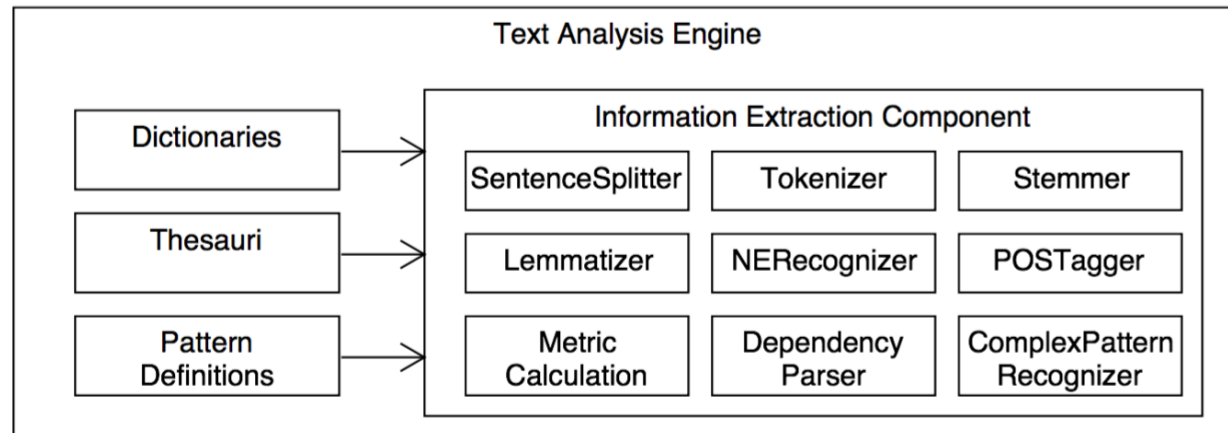 Text Analysis Engine
Dictionaries
Thesauri
Pattern
Definitions
Information Extraction Component
SentenceSplitter
Tokenizer
Stemmer
Lemmatizer
NERecognizer
POSTagger
Metric
Calculation
Dependency
Parser
ComplexPattern
Recognizer